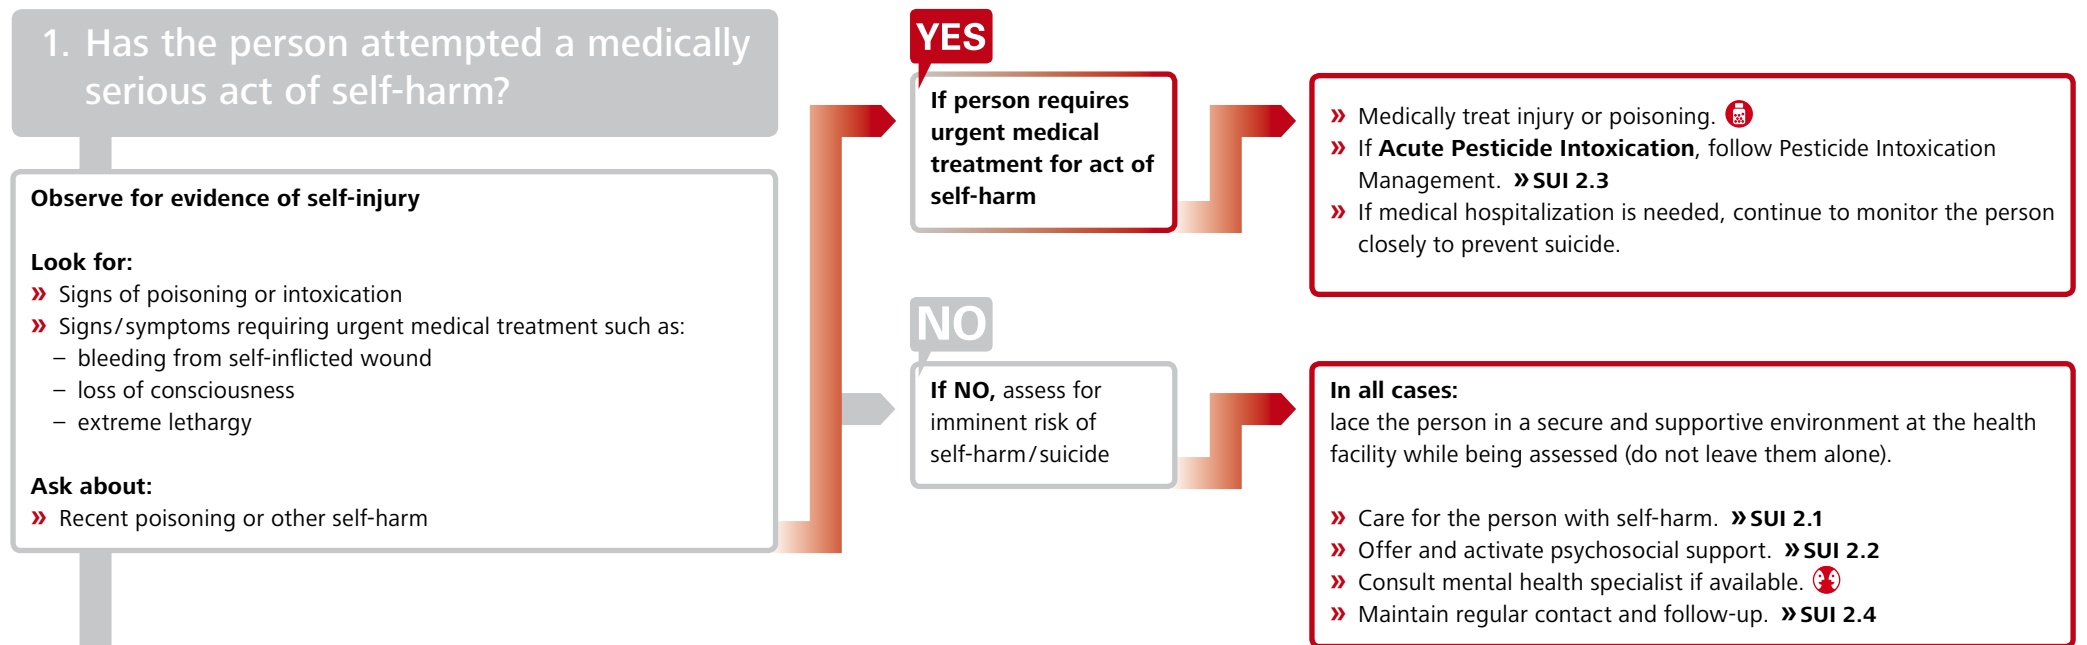 1. Has the person attempted a medically
serious act of self-harm?
Observe for evidence of self-injury
Look for:
» Signs of poisoning or intoxication
» Signs/symptoms requiring urgent medical treatment such as:
– bleeding from self-inflicted wound
– loss of consciousness
– extreme lethargy
Ask about:
» Recent poisoning or other self-harm
YES
If person requires
urgent medical
treatment for act of
self-harm
» Medically treat injury or poisoning.
» If Acute Pesticide Intoxication, follow Pesticide Intoxication
Management. »SUI 2.3
» If medical hospitalization is needed, continue to monitor the person
closely to prevent suicide.
NO
If NO, assess for
imminent risk of
self-harm/suicide
In all cases:
lace the person in a secure and supportive environment at the health
facility while being assessed (do not leave them alone).
» Care for the person with self-harm. »SUI 2.1
» Offer and activate psychosocial support. »SUI 2.2
» Consult mental health specialist if available.
» Maintain regular contact and follow-up. »SUI 2.4